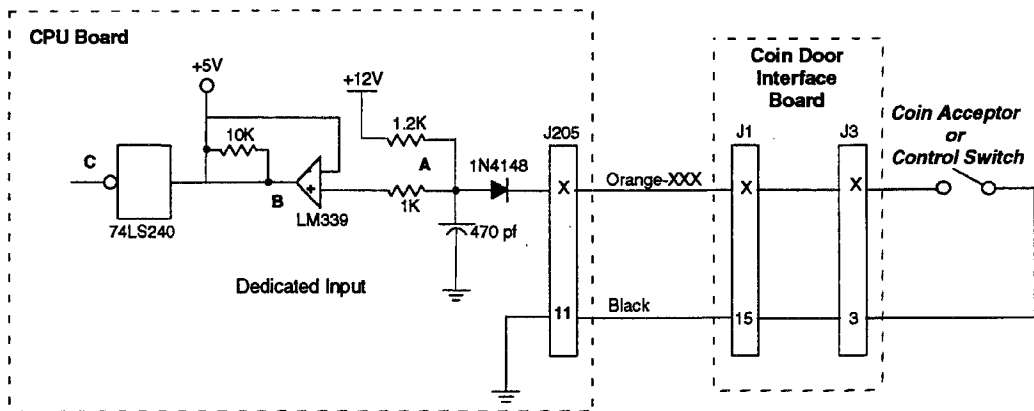 CPU Board
+5V
+12V
10K
1.2K
A
1N4148
J205
C
B
+
LM339
1K
470 pf
74LS240
Dedicated Input
X
11
Orange-XXX
Black
Coin Door
Interface
Board
J1
J3
X
X
15
3
Coin Acceptor
or
Control Switch